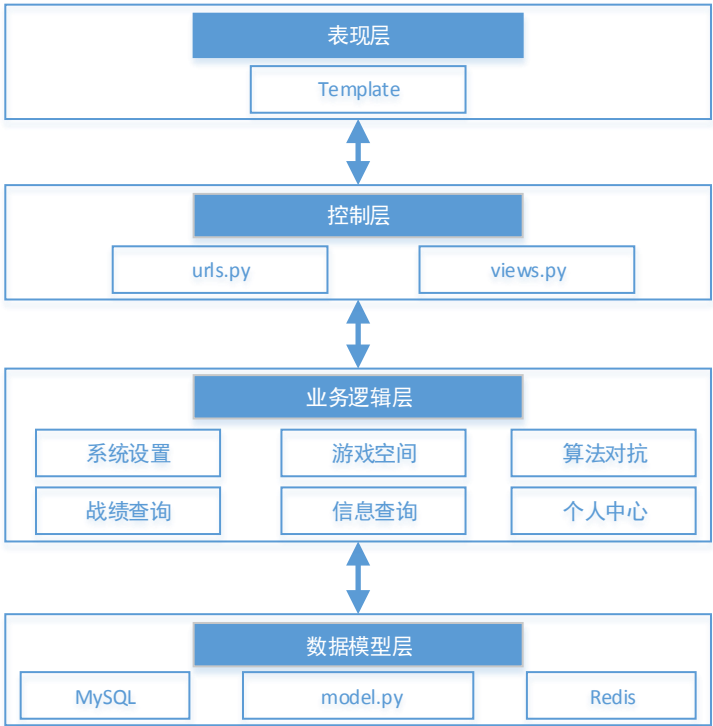 表现层
Template
控制层
urls.py
views.py
业务逻辑层
系统设置
游戏空间
算法对抗
战绩查询
信息查询
个人中心
数据模型层
MySQL
model.py
Redis